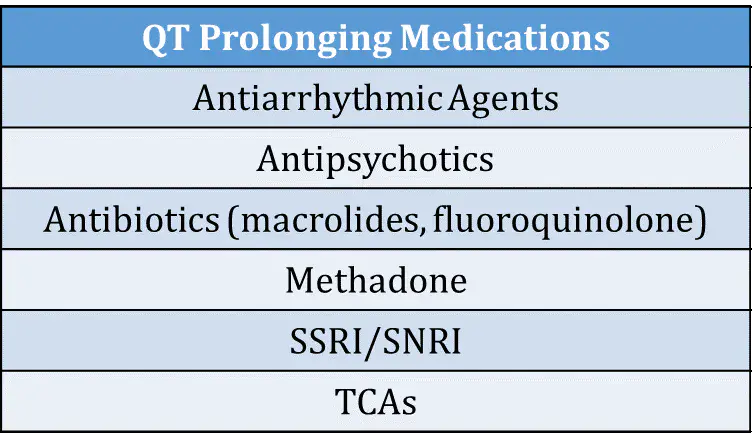 QT Prolonging Medications
Antiarrhythmic Agents
Antipsychotics
Antibiotics (macrolides, fluoroquinolone)
Methadone
SSRI/SNRI
TCAs